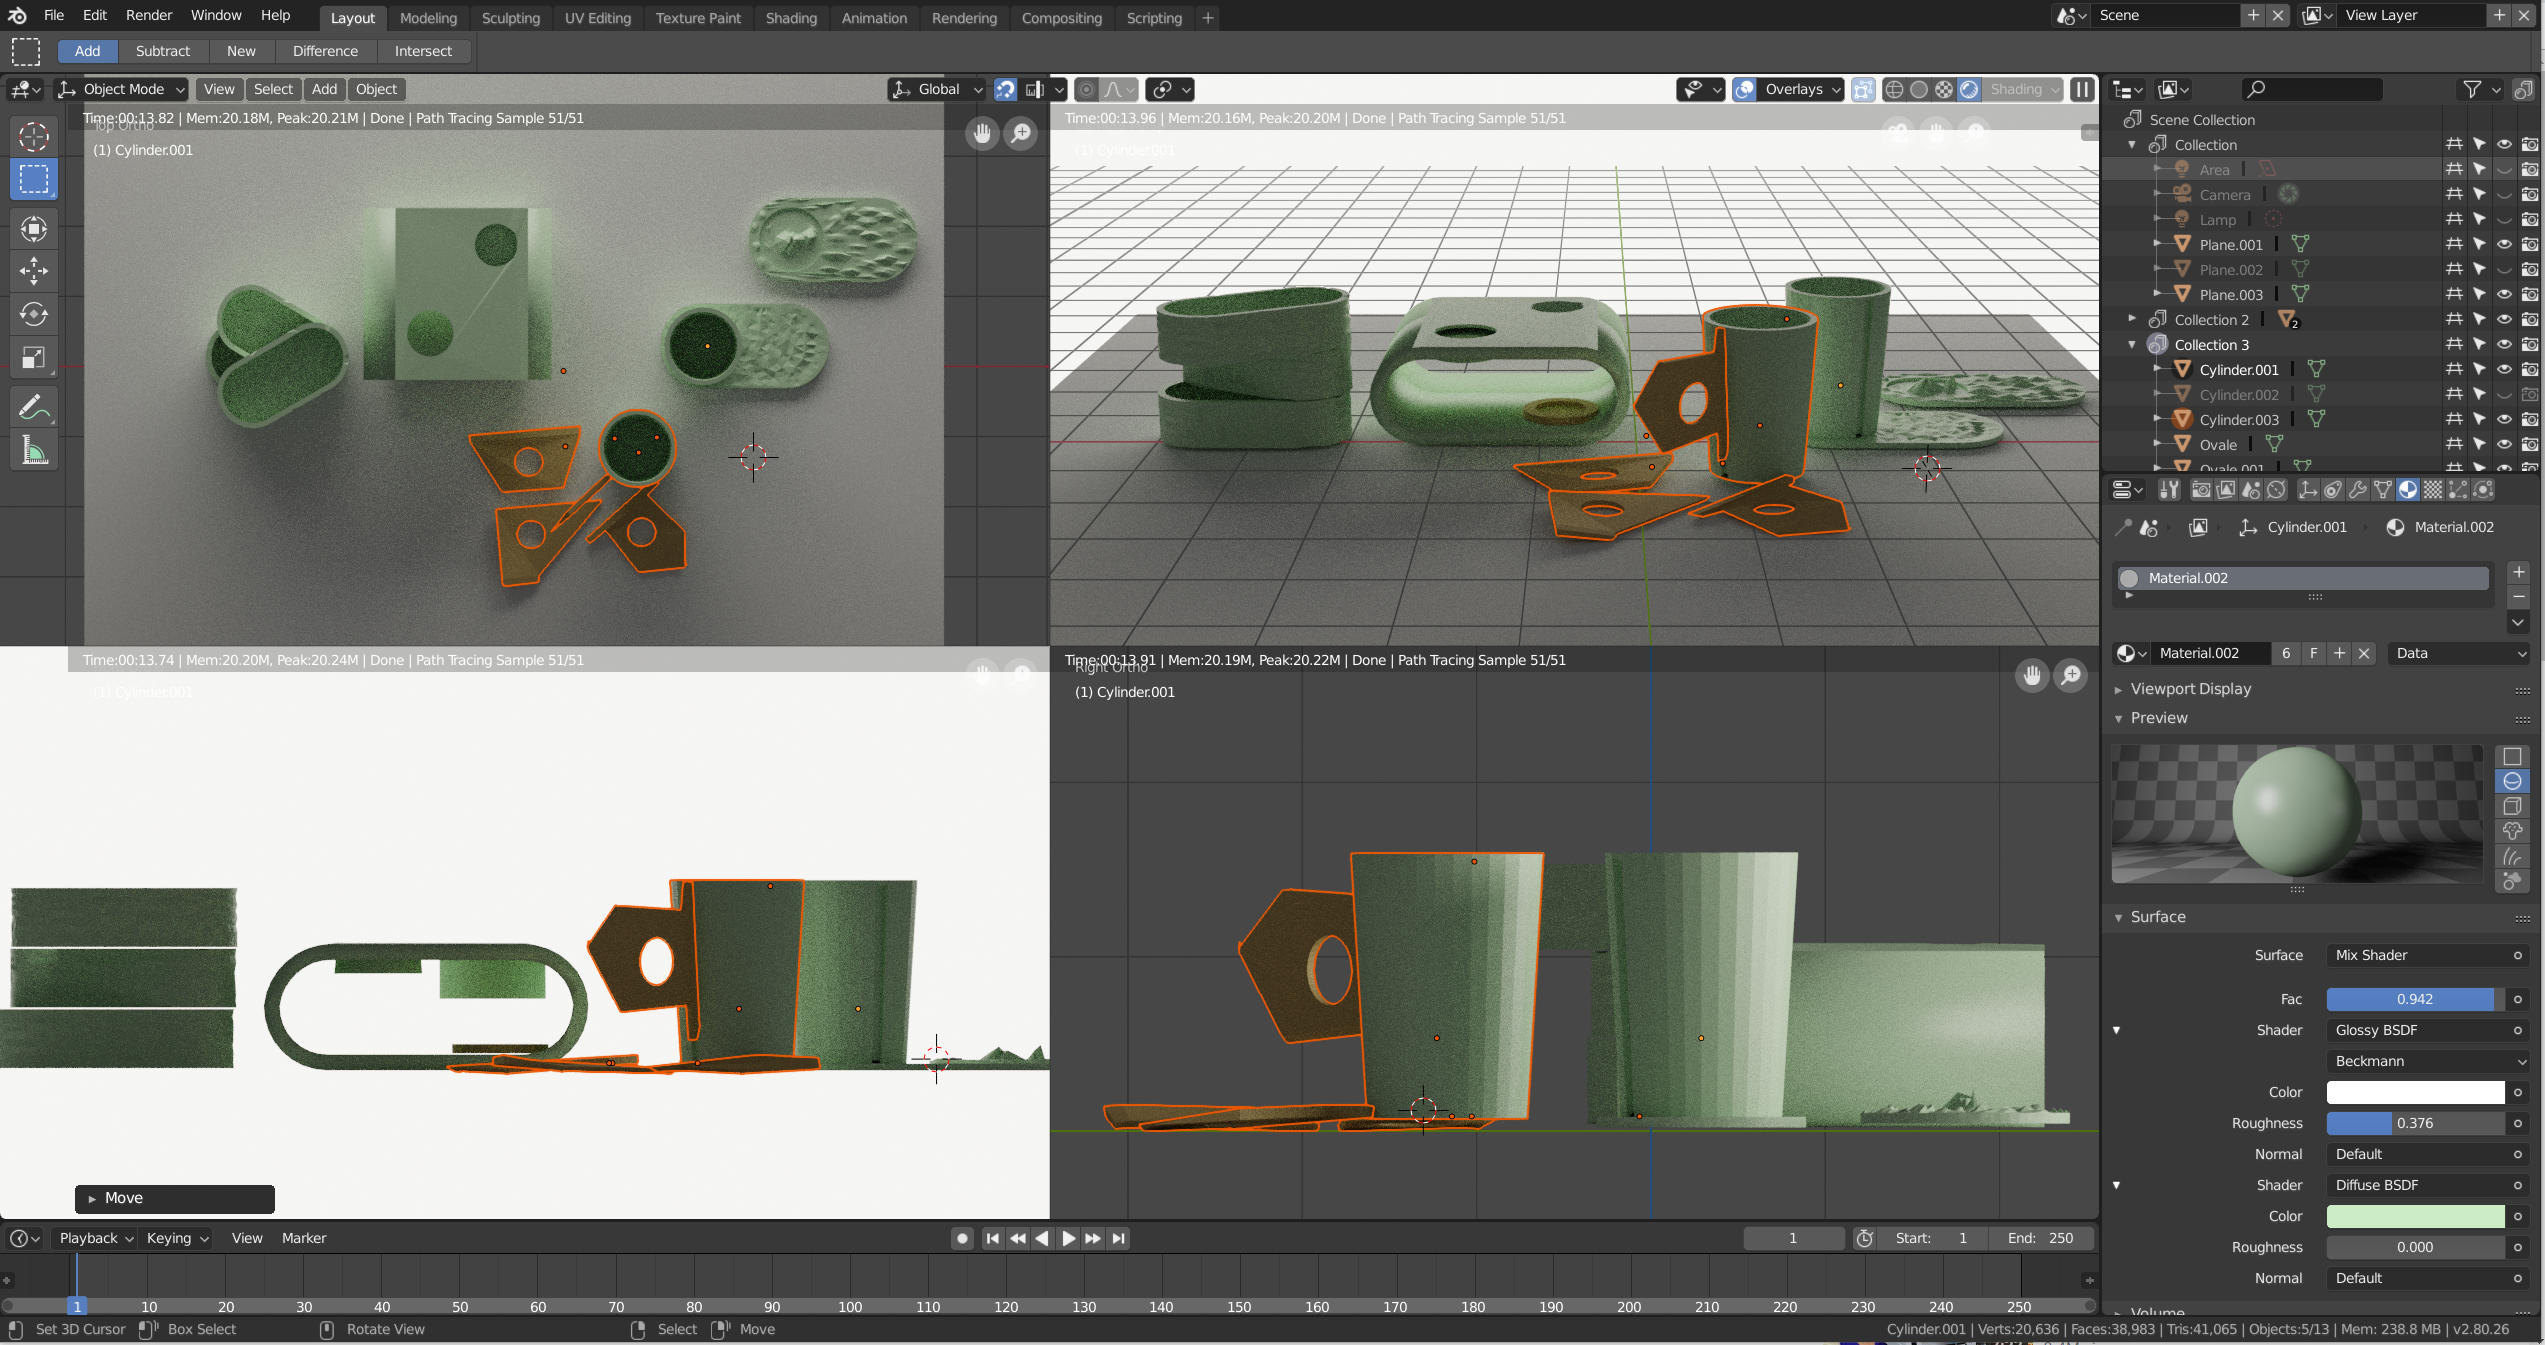 File Edit Render Window Help Layout Modeling Sculpting UV Editing Texture Paint Shading Animation Rendering Compositing Scripting + Scene View Layer
Add Subtract New Difference Intersect
Object Mode View Select Add Object Global Overlays Shading
Time:00:13.82 | Mem:20.18M, Peak:20.21M | Done | Path Tracing Sample 51/51
Top Ortho
(1) Cylinder.001
Time:00:13.96 | Mem:20.16M, Peak:20.20M | Done | Path Tracing Sample 51/51
(1) Cylinder.001
Time:00:13.74 | Mem:20.20M, Peak:20.24M | Done | Path Tracing Sample 51/51
(1) Cylinder.001
Time:00:13.91 | Mem:20.19M, Peak:20.22M | Done | Path Tracing Sample 51/51
Right Ortho
(1) Cylinder.001
Move
Scene Collection
Collection
Area
Camera
Lamp
Plane.001
Plane.002
Plane.003
Collection 2 2
Collection 3
Cylinder.001
Cylinder.002
Cylinder.003
Ovale
Ovale.001
Cylinder.001 Material.002
Material.002
Material.002 6 F Data
Viewport Display
Preview
Surface
Surface Mix Shader
Fac 0.942
Shader Glossy BSDF
Beckmann
Color
Roughness 0.376
Normal Default
Shader Diffuse BSDF
Color
Roughness 0.000
Normal Default
Volume
Playback Keying View Marker 1 Start: 1 End: 250
1 10 20 30 40 50 60 70 80 90 100 110 120 130 140 150 160 170 180 190 200 210 220 230 240 250
Set 3D Cursor Box Select Rotate View Select Move Cylinder.001 | Verts:20,636 | Faces:38,983 | Tris:41,065 | Objects:5/13 | Mem: 238.8 MB | v2.80.26